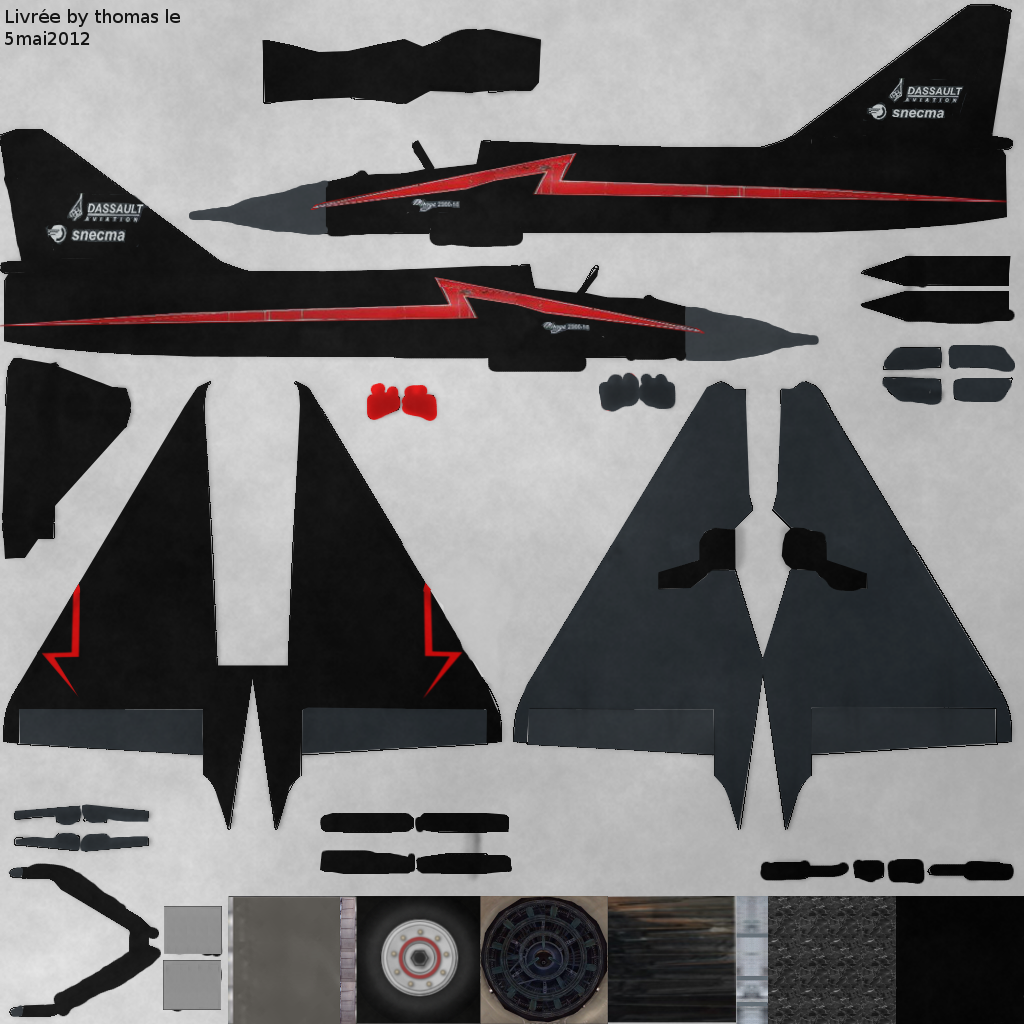 Livrée by thomas le
5mai2012
DASSAULT
AVIATION
snecma
DASSAULT
AVIATION
snecma